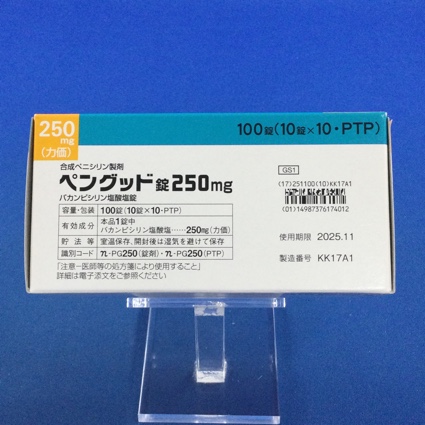 250
mg
(力価)
100錠(10錠×10・PTP)
合成ペニシリン製剤
ペングッド錠250mg
バカンピシリン塩酸塩錠
容量・包装 100錠(10錠×10・PTP)
有効成分 本品1錠中
バカンピシリン塩酸塩……250mg(力価)
貯法等 室温保存、開封後は湿気を避けて保存
識別コード n・PG250(錠剤)・n・PG250(PTP)
「注意-医師等の処方箋により使用すること」
詳細は電子添文をご参照ください
GS1
(17)251100(10)KK17A1
(01)14987376174012
使用期限 2025.11
製造番号 KK17A1